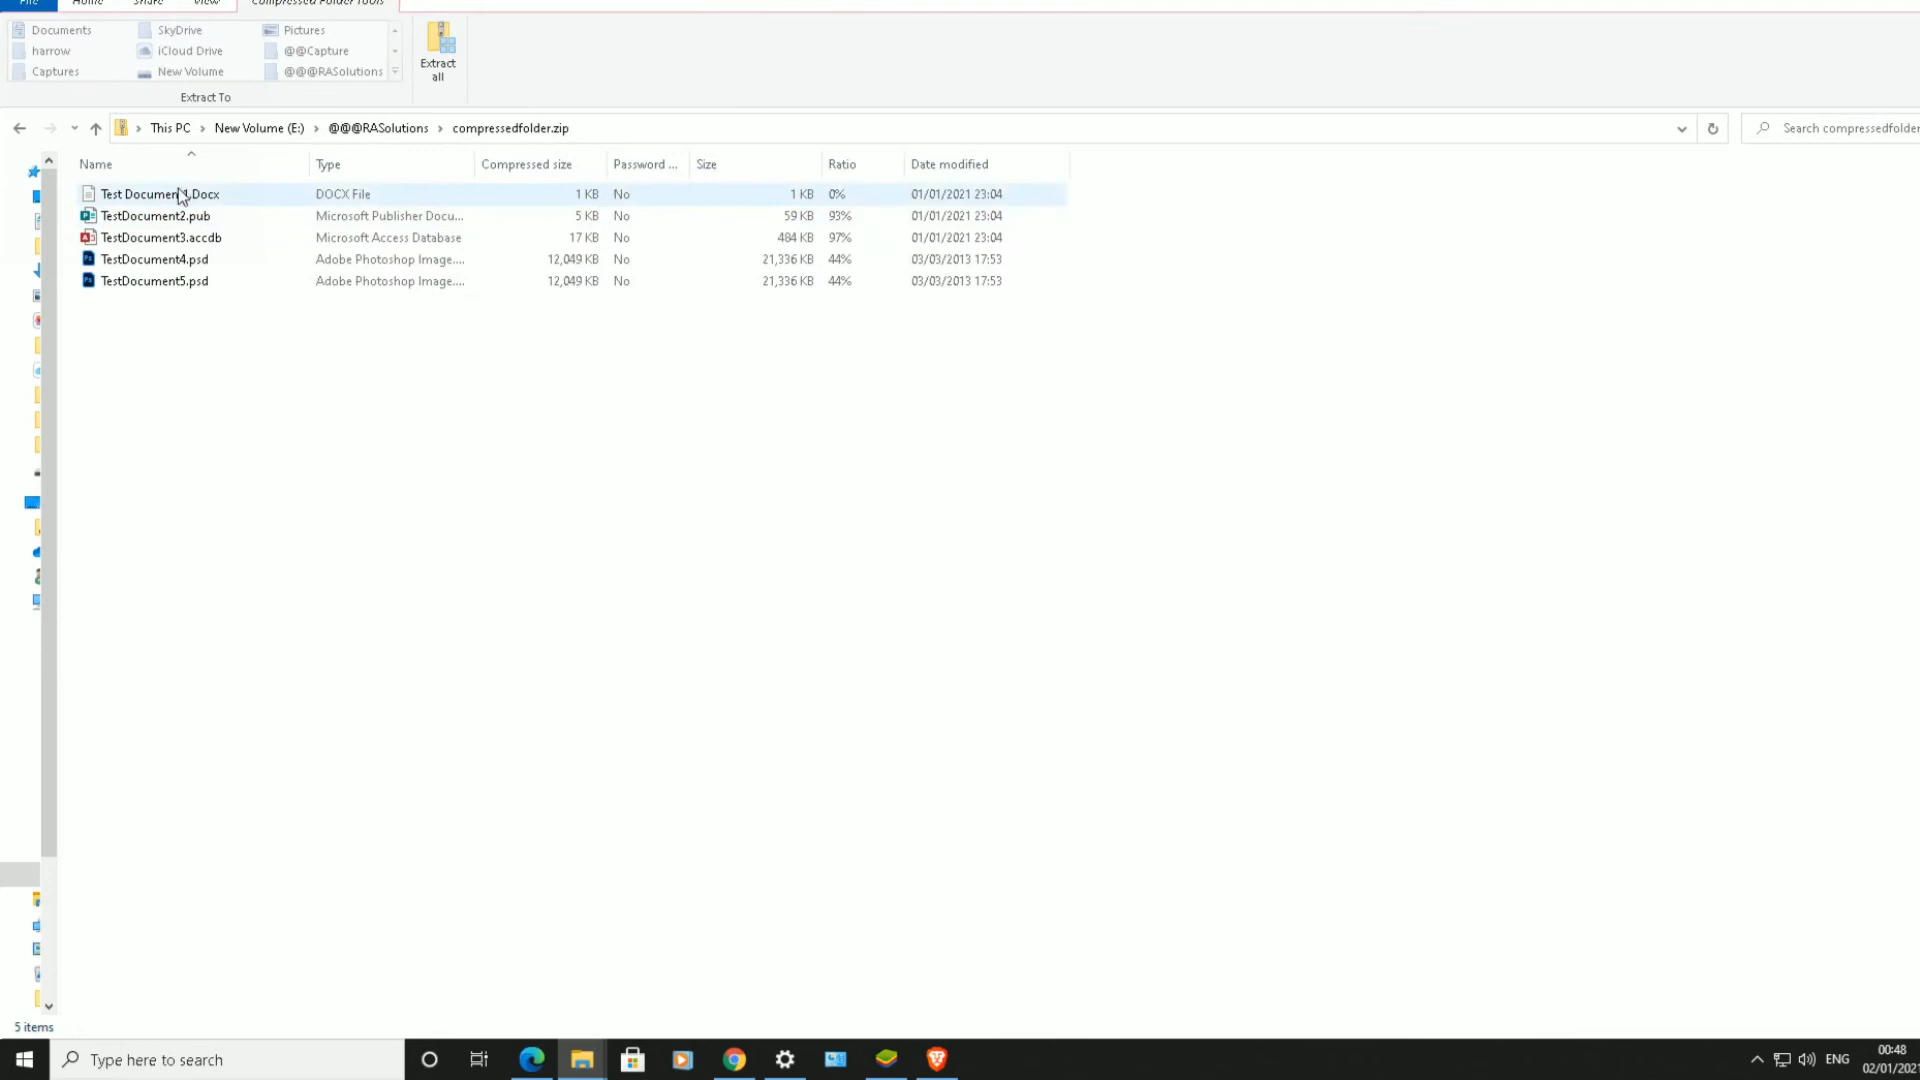 File Home Share View Compressed Folder Tools
Documents SkyDrive Pictures
harrow iCloud Drive @@Capture
Captures New Volume @@@RASolutions
Extract all
Extract To
This PC > New Volume (E:) > @@@RASolutions > compressedfolder.zip
Search compressedfolder
Name Type Compressed size Password ... Size Ratio Date modified
Test Document1.Docx DOCX File 1 KB No 1 KB 0% 01/01/2021 23:04
TestDocument2.pub Microsoft Publisher Docu... 5 KB No 59 KB 93% 01/01/2021 23:04
TestDocument3.accdb Microsoft Access Database 17 KB No 484 KB 97% 01/01/2021 23:04
TestDocument4.psd Adobe Photoshop Image.... 12,049 KB No 21,336 KB 44% 03/03/2013 17:53
TestDocument5.psd Adobe Photoshop Image.... 12,049 KB No 21,336 KB 44% 03/03/2013 17:53
5 items
Type here to search
ENG
00:48
02/01/202